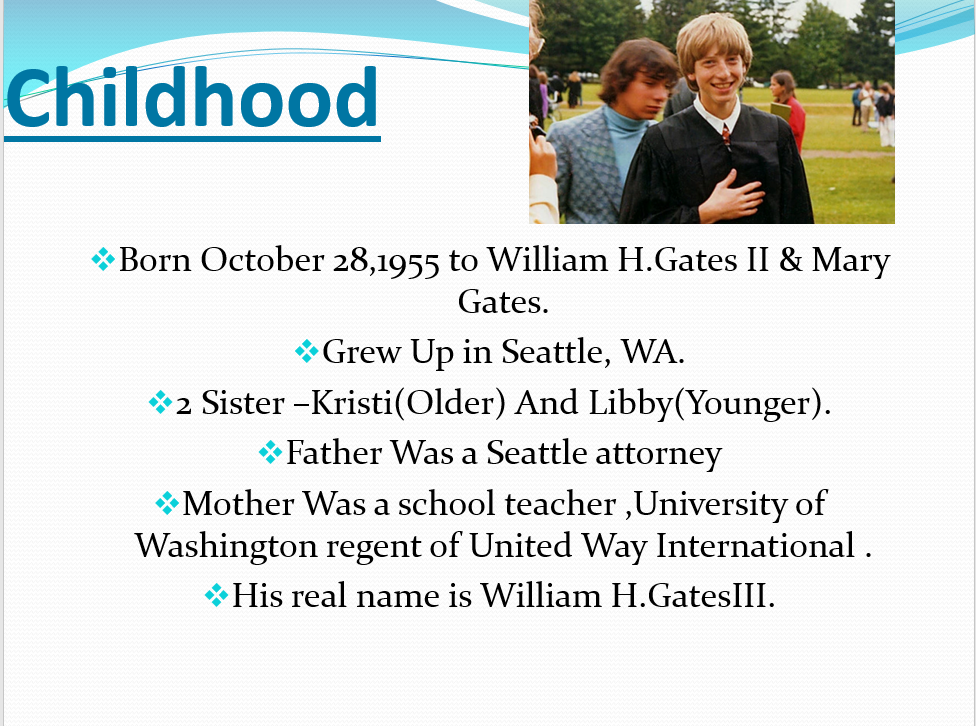 Childhood
❖Born October 28,1955 to William H.Gates II & Mary
Gates.
❖Grew Up in Seattle, WA.
❖2 Sister –Kristi(Older) And Libby(Younger).
❖Father Was a Seattle attorney
❖Mother Was a school teacher ,University of
Washington regent of United Way International .
❖His real name is William H.GatesIII.